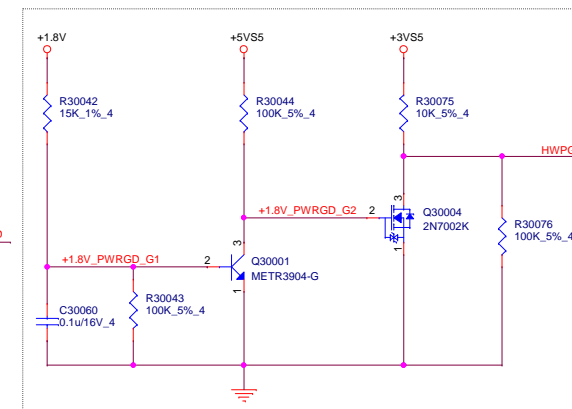 +1.8V
+5VS5
+3VS5
R30042
15K_1%_4
R30044
100K_5%_4
R30075
10K_5%_4
HWPG
+1.8V_PWRGD_G2
2
3
1
Q30004
2N7002K
R30076
100K_5%_4
+1.8V_PWRGD_G1
2
3
1
Q30001
METR3904-G
C30060
0.1u/16V_4
R30043
100K_5%_4